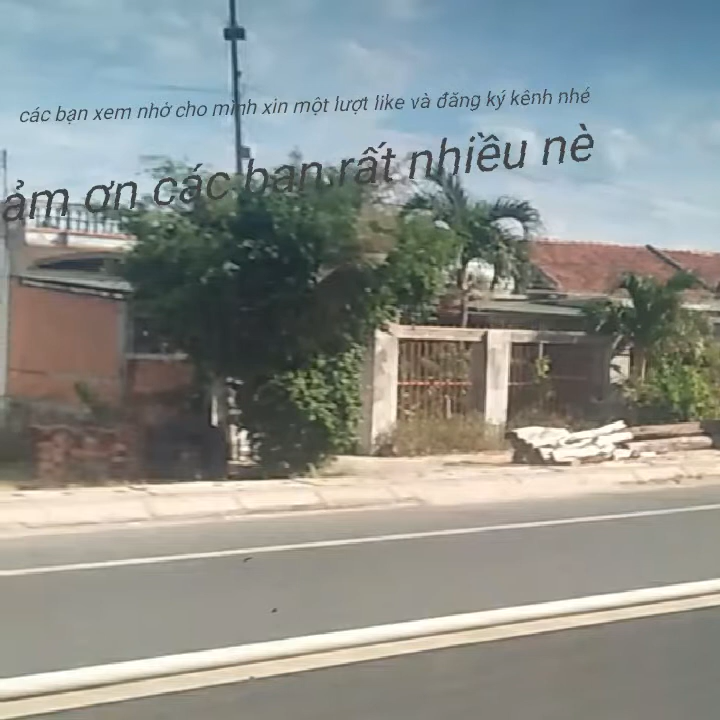 các bạn xem nhớ cho mình xin một lượt like và đăng ký kênh nhé
ảm ơn các bạn rất nhiều nè